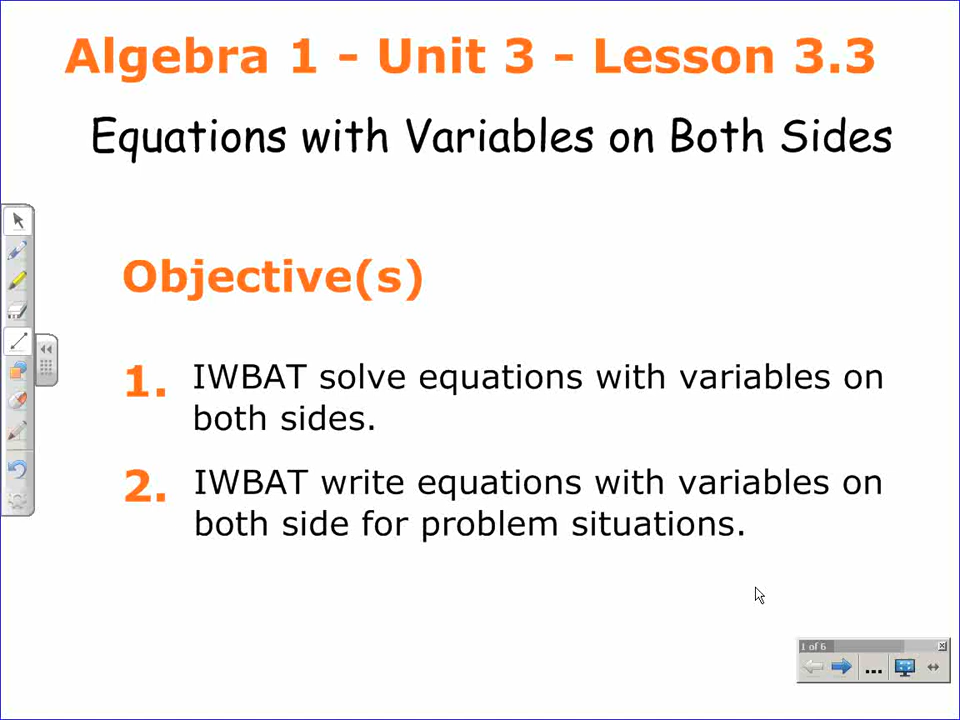 Algebra 1 - Unit 3 - Lesson 3.3
Equations with Variables on Both Sides
Objective(s)
1. IWBAT solve equations with variables on
both sides.
2. IWBAT write equations with variables on
both side for problem situations.
1 of 6
...